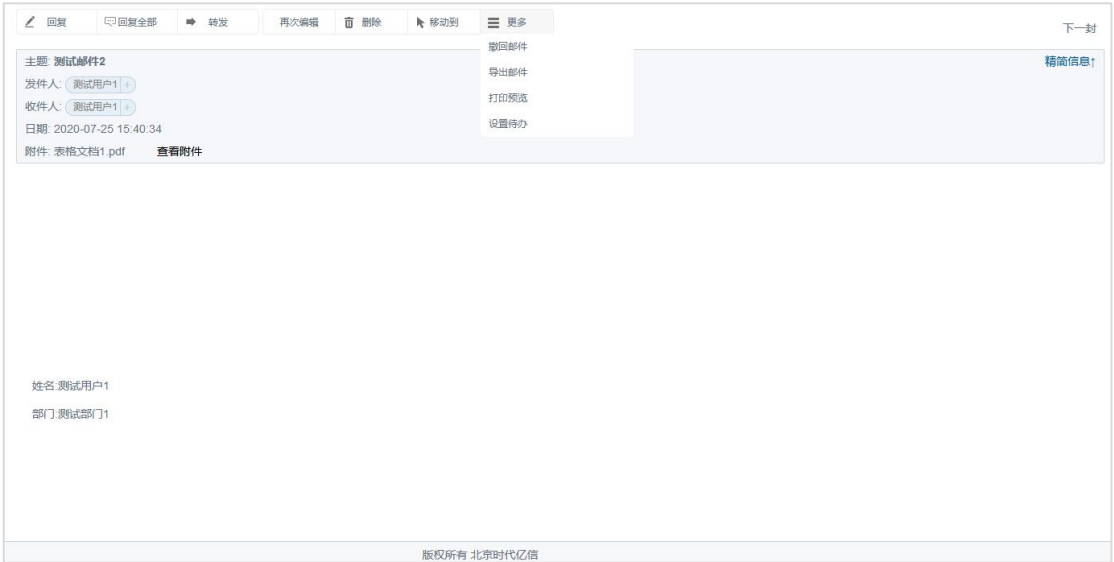 回复 回复全部 转发 再次编辑 删除 移动到 更多 下一封
撤回邮件
导出邮件
打印预览
设置待办
主题: 测试邮件2 精简信息↑
发件人: 测试用户1 +
收件人: 测试用户1 +
日期: 2020-07-25 15:40:34
附件: 表格文档1.pdf 查看附件
姓名:测试用户1
部门:测试部门1
版权所有 北京时代亿信